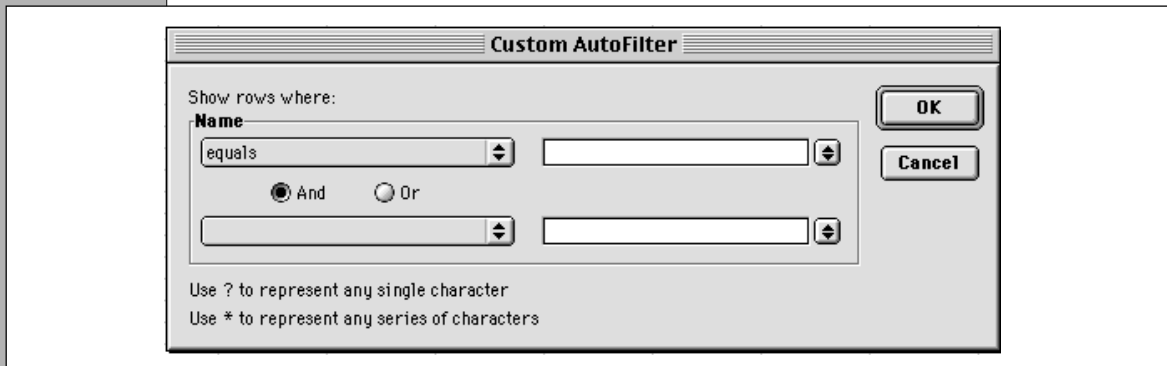 Custom AutoFilter
Show rows where:
Name
equals
And Or
OK
Cancel
Use ? to represent any single character
Use * to represent any series of characters